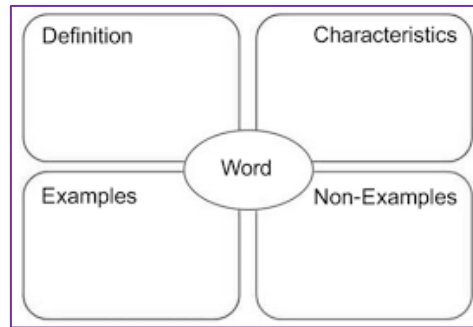 Definition
Characteristics
Word
Examples
Non-Examples